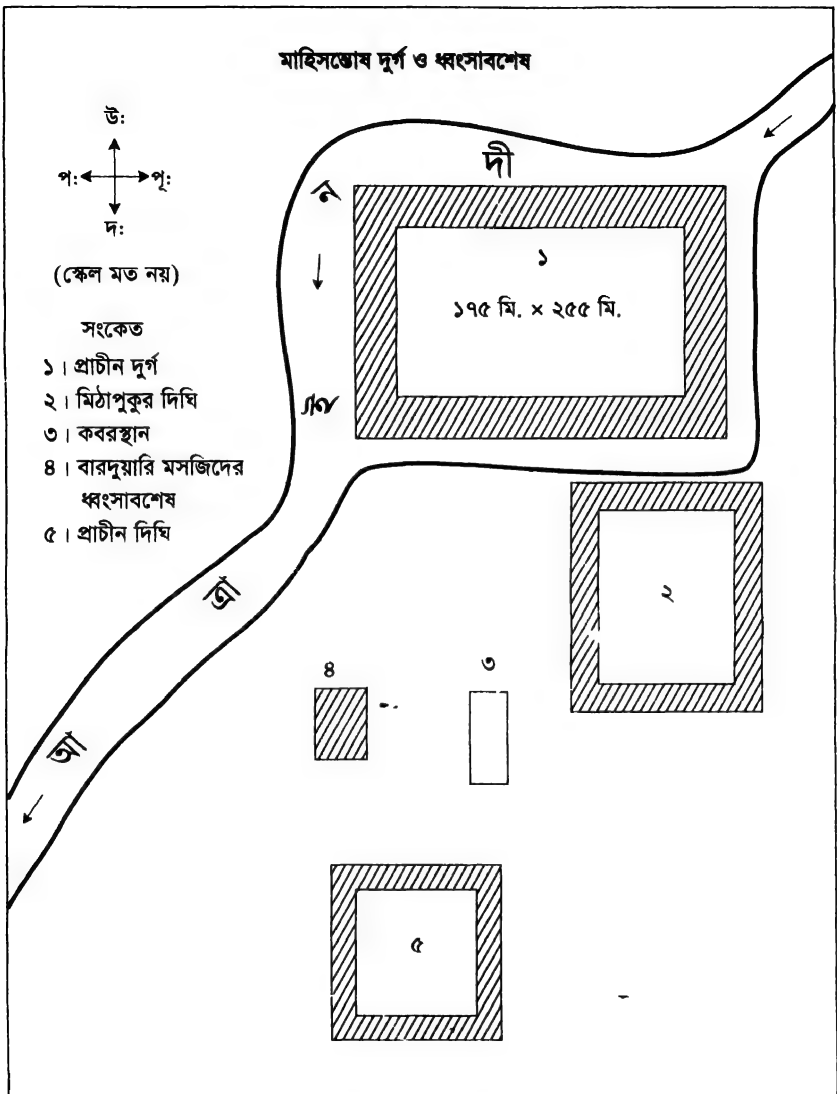 মাহিসন্তোষ দুর্গ ও ধ্বংসাবশেষ
উ:
প: পূ:
দ:
(স্কেল মত নয়)
সংকেত
১। প্রাচীন দুর্গ
২। মিঠাপুকুর দিঘি
৩। কবরস্থান
৪। বারদুয়ারি মসজিদের
ধ্বংসাবশেষ
৫। প্রাচীন দিঘি
১
১৭৫ মি. × ২৫৫ মি.
২
৪
৩
৫
আ
ত্রা
ন
দী